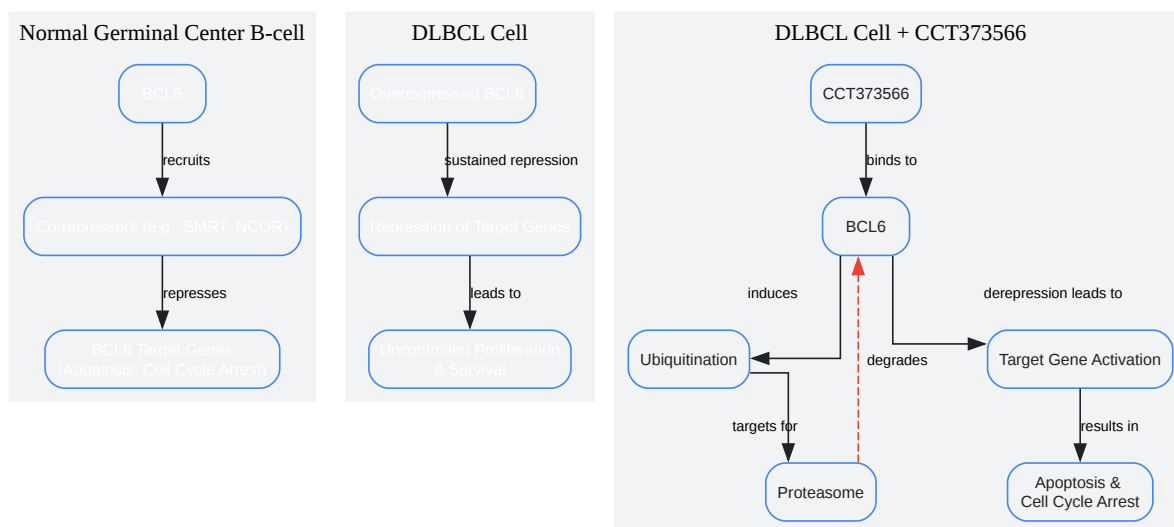 Normal Germinal Center B-cell
BCL6
recruits
Co-repressors (e.g., SMRT, NCOR)
represses
BCL6 Target Genes
(Apoptosis, Cell Cycle Arrest)
DLBCL Cell
Overexpressed BCL6
sustained repression
Repression of Target Genes
leads to
Uncontrolled Proliferation
& Survival
DLBCL Cell + CCT373566
CCT373566
binds to
BCL6
induces
derepression leads to
Ubiquitination
degrades
Target Gene Activation
targets for
results in
Proteasome
Apoptosis &
Cell Cycle Arrest